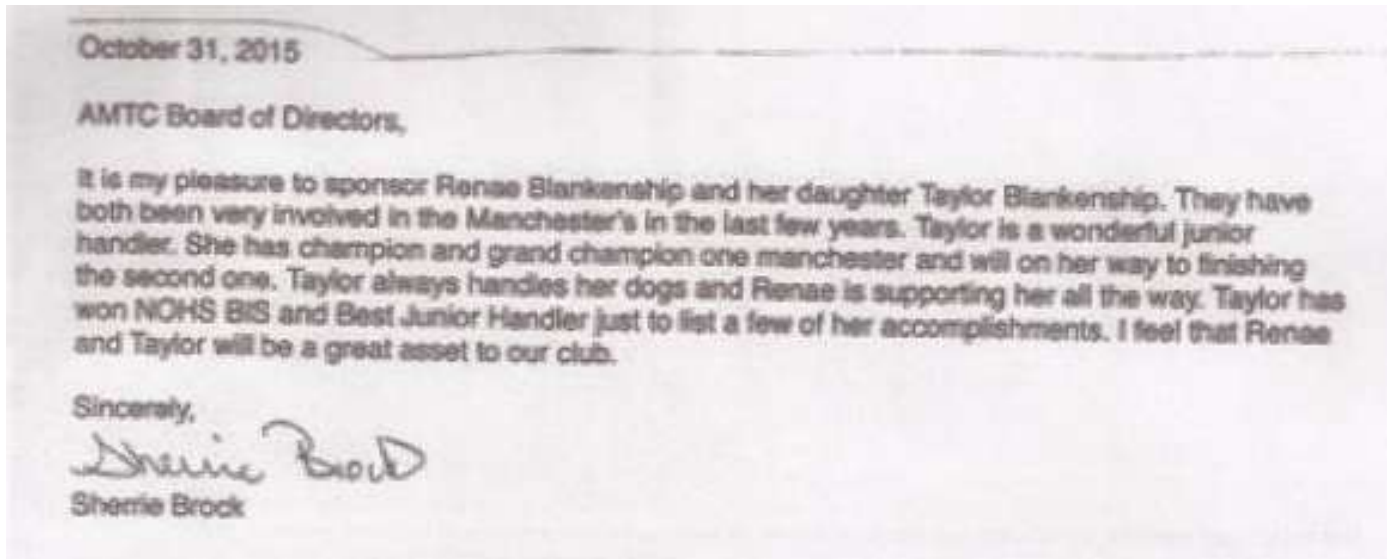 October 31, 2015
AMTC Board of Directors,
It is my pleasure to sponsor Renae Blankenship and her daughter Taylor Blankenship. They have
both been very involved in the Manchester's in the last few years. Taylor is a wonderful junior
handler. She has champion and grand champion one manchester and will on her way to finishing
the second one. Taylor always handles her dogs and Renae is supporting her all the way. Taylor has
won NOHS BIS and Best Junior Handler just to list a few of her accomplishments. I feel that Renae
and Taylor will be a great asset to our club.
Sincerely,
Sherrie Brock
Sherrie Brock